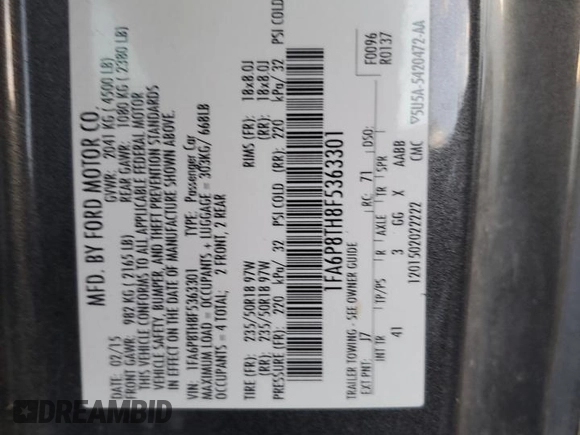 MFD. BY FORD MOTOR CO.
DATE: 02/15 GVWR: 2041 KG ( 4500 LB)
FRONT GAWR: 982 KG ( 2165 LB) REAR GAWR: 1080 KG ( 2380 LB)
THIS VEHICLE CONFORMS TO ALL APPLICABLE FEDERAL MOTOR
VEHICLE SAFETY, BUMPER, AND THEFT PREVENTION STANDARDS
IN EFFECT ON THE DATE OF MANUFACTURE SHOWN ABOVE.
VIN: 1FA6P8TH8F5363301 TYPE: Passenger Car
MAXIMUM LOAD = OCCUPANTS + LUGGAGE = 303KG/ 668LB
OCCUPANTS = 4 TOTAL; 2 FRONT, 2 REAR
TIRE (FR): 235/50R18 97W RIMS (FR): 18x8.0J
(RR): 235/50R18 97W (RR): 18x8.0J
PRESSURE (FR): 220 kPa/ 32 PSI COLD (RR): 220 kPa/ 32 PSI COLD
1FA6P8TH8F5363301
TRAILER TOWING - SEE OWNER GUIDE F0096
R0137
EXT PNT: J7 RC: 71 DSO:
INT TR TP/PS R AXLE TR SPR
41 3 GG X AABB
1201502022222 CMC ▽5U5A-5420472-AA
DREAMBID